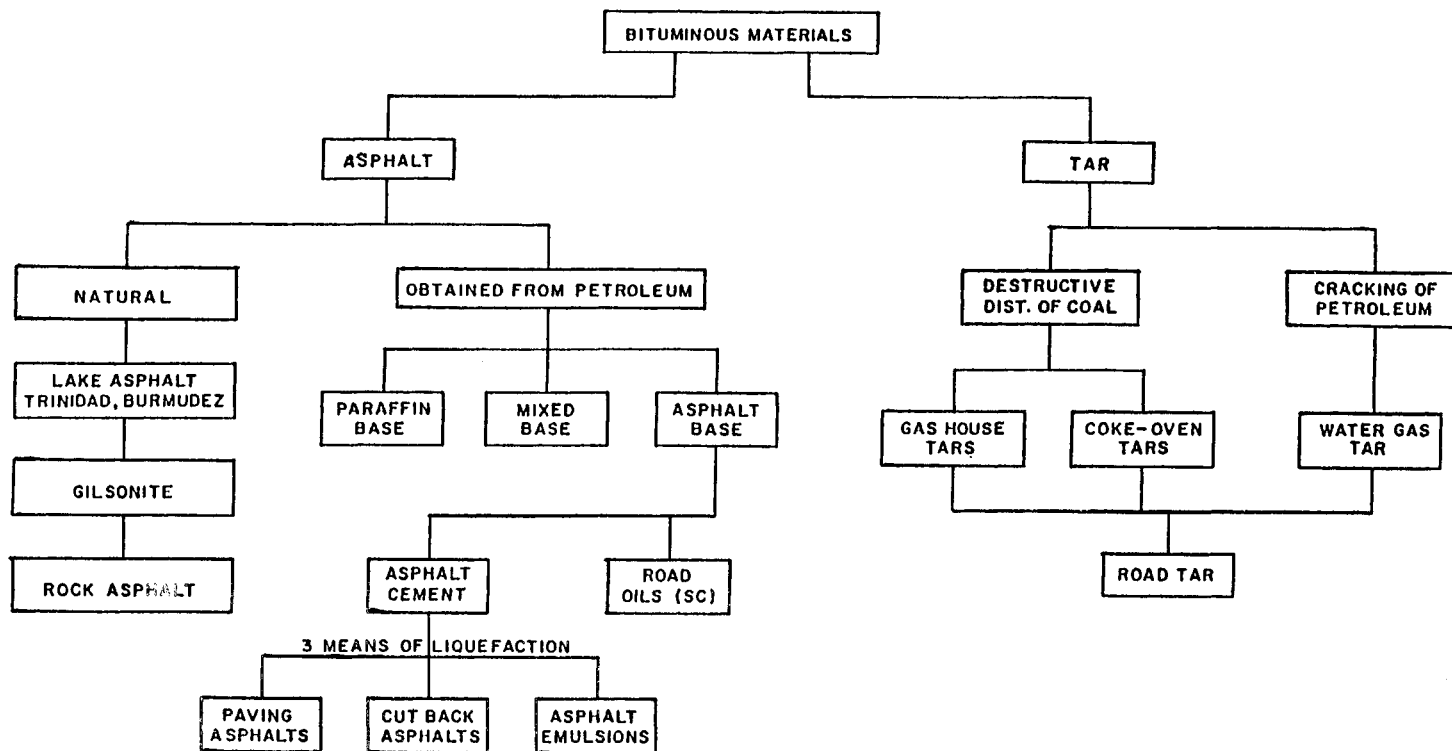 BITUMINOUS MATERIALS
ASPHALT
TAR
NATURAL
OBTAINED FROM PETROLEUM
DESTRUCTIVE
DIST. OF COAL
CRACKING OF
PETROLEUM
LAKE ASPHALT
TRINIDAD, BURMUDEZ
PARAFFIN
BASE
MIXED
BASE
ASPHALT
BASE
GAS HOUSE
TARS
COKE-OVEN
TARS
WATER GAS
TAR
GILSONITE
ROCK ASPHALT
ASPHALT
CEMENT
ROAD
OILS (SC)
ROAD TAR
3 MEANS OF LIQUEFACTION
PAVING
ASPHALTS
CUT BACK
ASPHALTS
ASPHALT
EMULSIONS